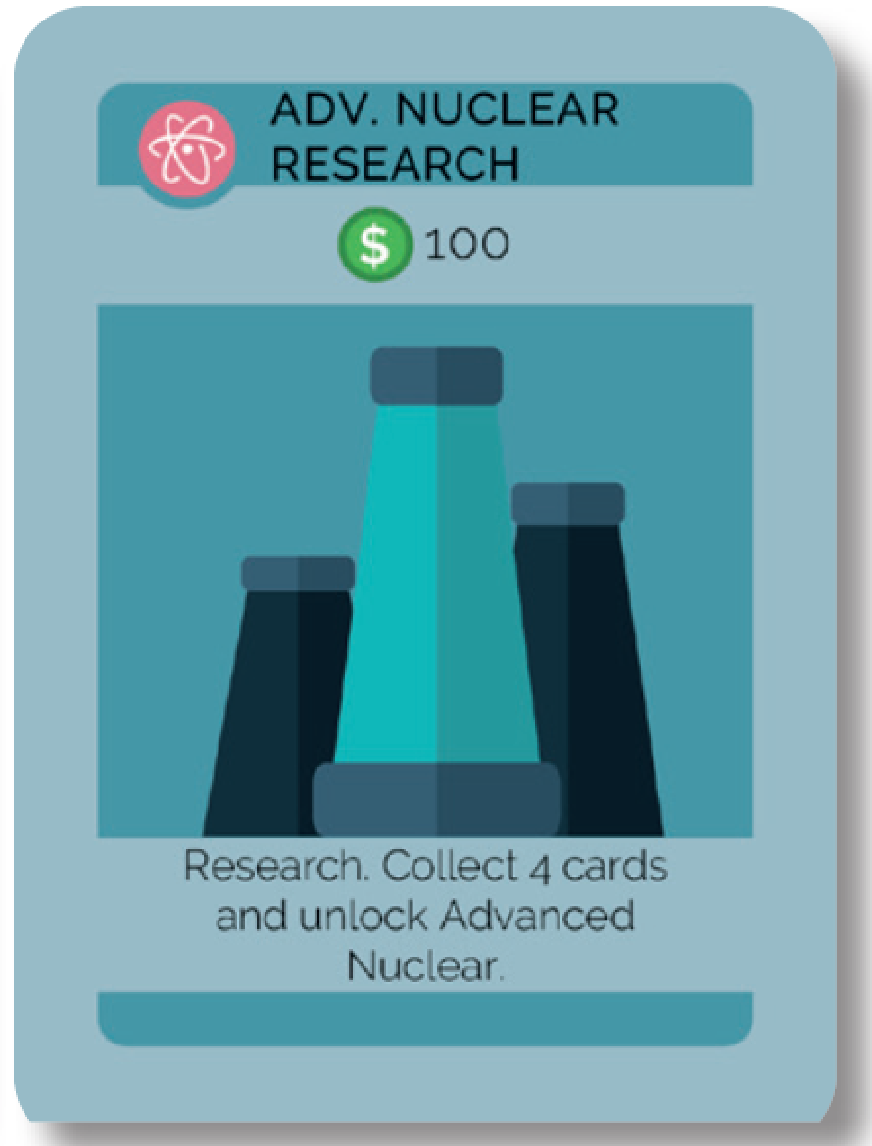 ADV. NUCLEAR
RESEARCH
$ 100
Research. Collect 4 cards
and unlock Advanced
Nuclear.